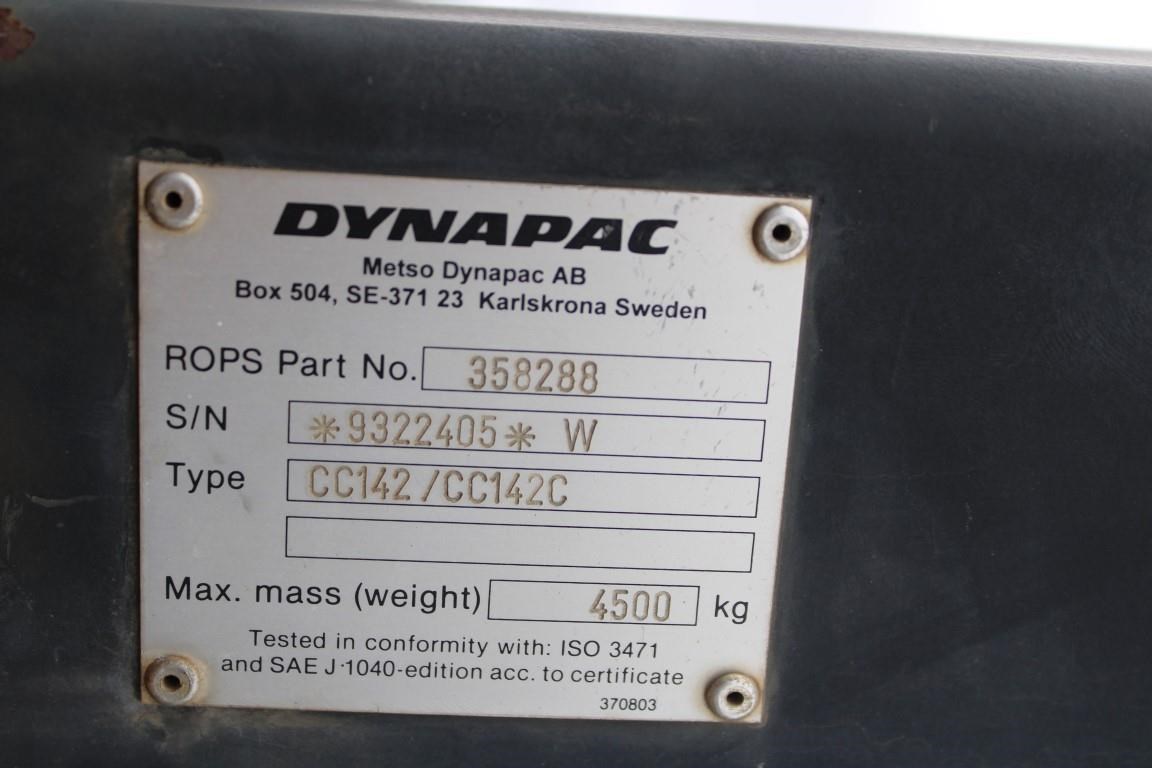 DYNAPAC
Metso Dynapac AB
Box 504, SE-371 23 Karlskrona Sweden
ROPS Part No. 358288
S/N *9322405* W
Type CC142/CC142C
Max. mass (weight) 4500 kg
Tested in conformity with: ISO 3471
and SAE J-1040-edition acc. to certificate
370803